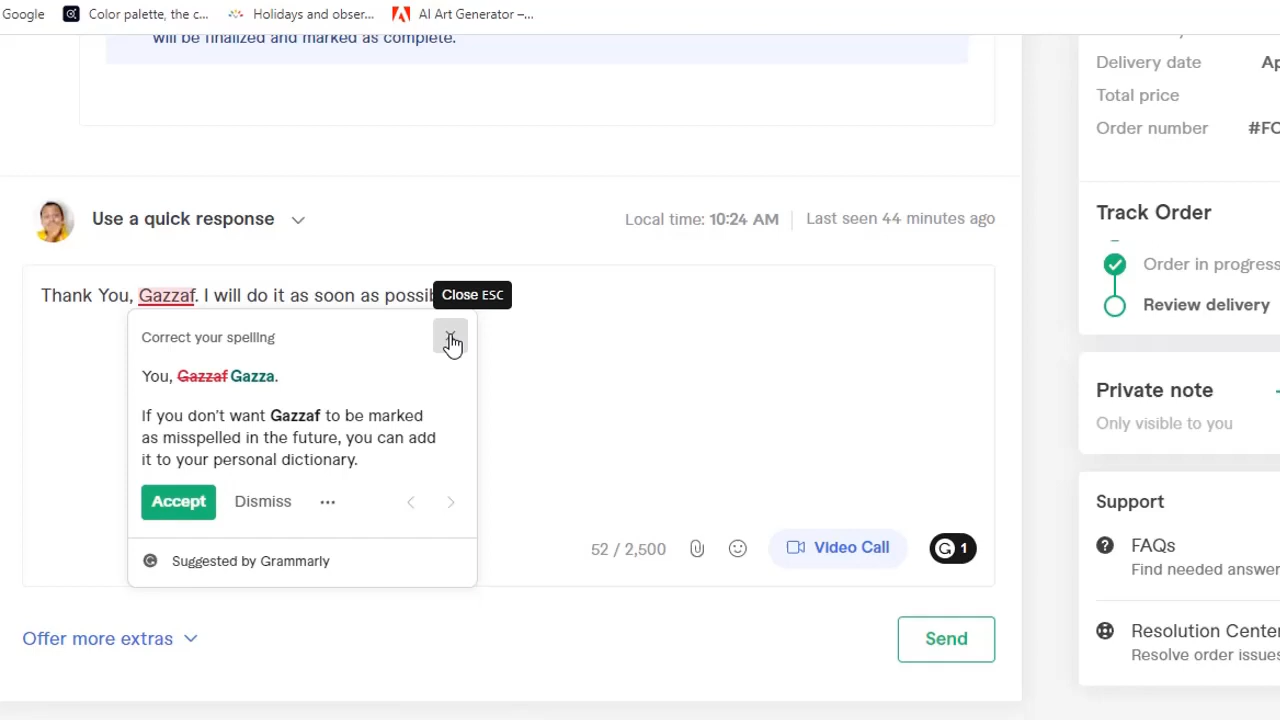 Google Color palette, the c... Holidays and obser... AI Art Generator –...
will be finalized and marked as complete.
Delivery date
Total price
Order number #FO
Use a quick response
Local time: 10:24 AM Last seen 44 minutes ago
Track Order
Order in progress
Review delivery
Thank You, Gazzaf. I will do it as soon as
Close ESC
Correct your spelling
You, Gazzaf Gazza.
If you don't want Gazzaf to be marked
as misspelled in the future, you can add
it to your personal dictionary.
Accept Dismiss ...
Suggested by Grammarly
52 / 2,500 Video Call G 1
Offer more extras
Send
Private note
Only visible to you
Support
FAQs
Find needed answer
Resolution Center
Resolve order issues